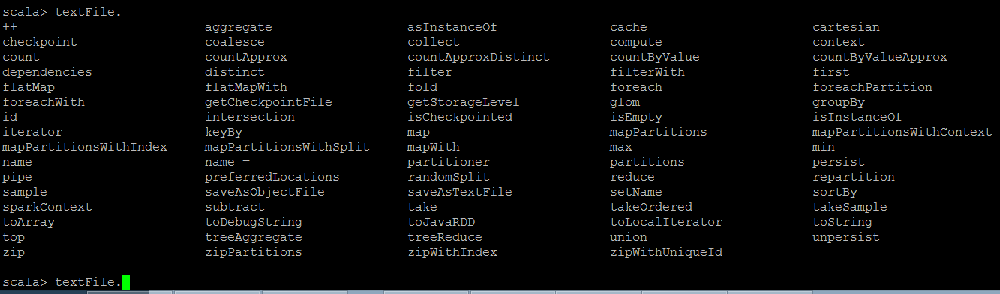 scala> textFile.
++ aggregate asInstanceOf cache cartesian
checkpoint coalesce collect compute context
count countApprox countApproxDistinct countByValue countByValueApprox
dependencies distinct filter filterWith first
flatMap flatMapWith fold foreach foreachPartition
foreachWith getCheckpointFile getStorageLevel glom groupBy
id intersection isCheckpointed isEmpty isInstanceOf
iterator keyBy map mapPartitions mapPartitionsWithContext
mapPartitionsWithIndex mapPartitionsWithSplit mapWith max min
name name_= partitioner partitions persist
pipe preferredLocations randomSplit reduce repartition
sample saveAsObjectFile saveAsTextFile setName sortBy
sparkContext subtract take takeOrdered takeSample
toArray toDebugString toJavaRDD toLocalIterator toString
top treeAggregate treeReduce union unpersist
zip zipPartitions zipWithIndex zipWithUniqueId
scala> textFile.